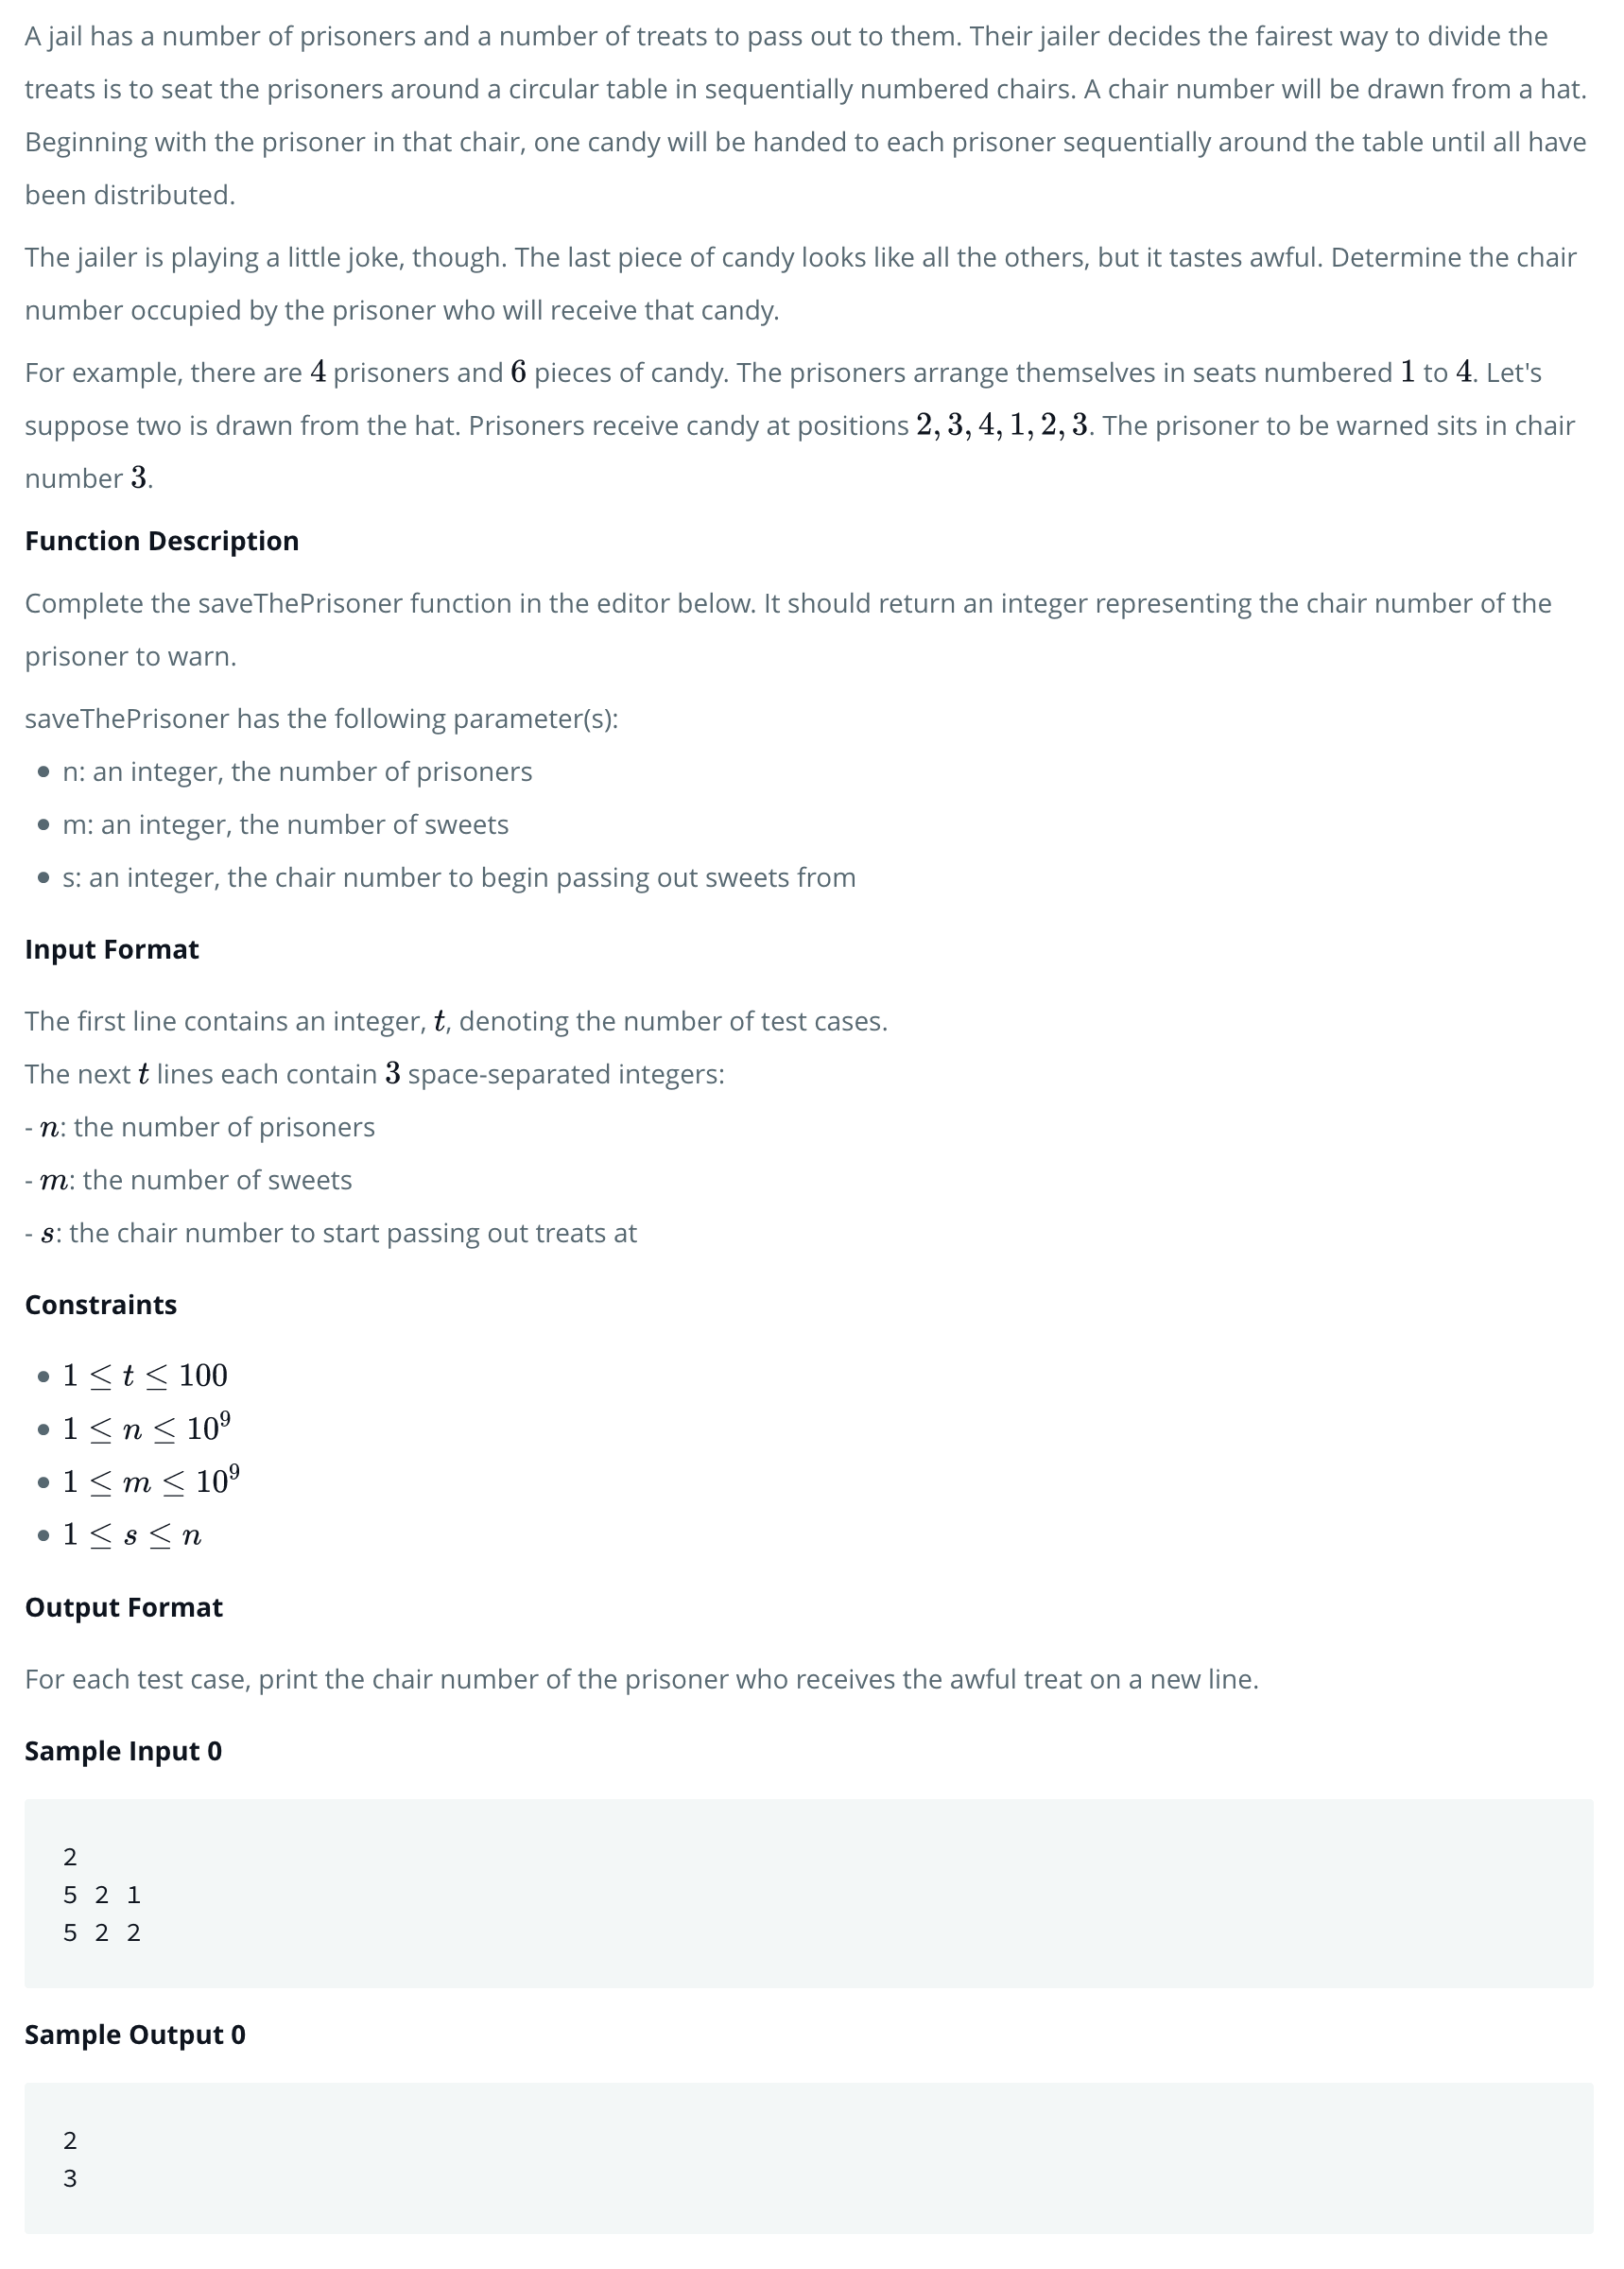 A jail has a number of prisoners and a number of treats to pass out to them. Their jailer decides the fairest way to divide the
treats is to seat the prisoners around a circular table in sequentially numbered chairs. A chair number will be drawn from a hat.
Beginning with the prisoner in that chair, one candy will be handed to each prisoner sequentially around the table until all have
been distributed.
The jailer is playing a little joke, though. The last piece of candy looks like all the others, but it tastes awful. Determine the chair
number occupied by the prisoner who will receive that candy.
For example, there are 4 prisoners and 6 pieces of candy. The prisoners arrange themselves in seats numbered 1 to 4. Let's
suppose two is drawn from the hat. Prisoners receive candy at positions 2, 3, 4, 1, 2, 3. The prisoner to be warned sits in chair
number 3.
Function Description
Complete the saveThePrisoner function in the editor below. It should return an integer representing the chair number of the
prisoner to warn.
saveThePrisoner has the following parameter(s):
• n: an integer, the number of prisoners
• m: an integer, the number of sweets
• s: an integer, the chair number to begin passing out sweets from
Input Format
The first line contains an integer, t, denoting the number of test cases.
The next t lines each contain 3 space-separated integers:
- n: the number of prisoners
- m: the number of sweets
- s: the chair number to start passing out treats at
Constraints
• 1 ≤ t ≤ 100
• 1 ≤ n ≤ 10⁹
• 1 ≤ m ≤ 10⁹
• 1 ≤ s ≤ n
Output Format
For each test case, print the chair number of the prisoner who receives the awful treat on a new line.
Sample Input 0
2
5 2 1
5 2 2
Sample Output 0
2
3